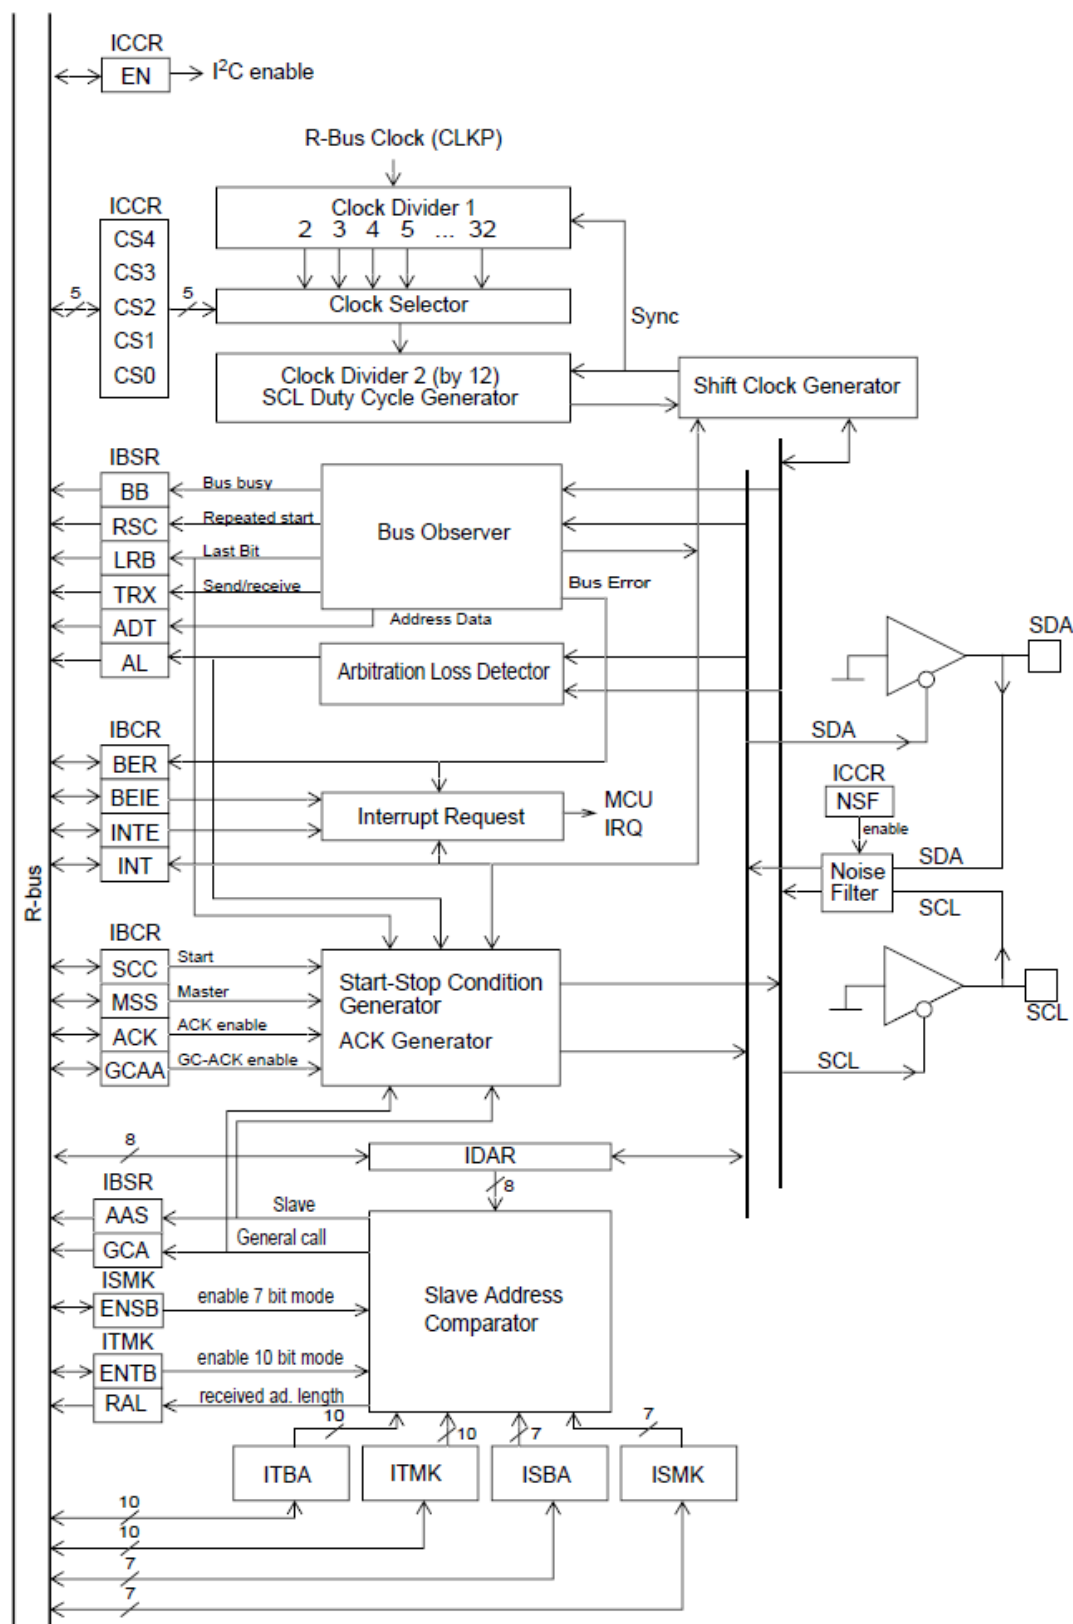 ICCR
EN
I²C enable
R-Bus Clock (CLKP)
ICCR
CS4
CS3
CS2
CS1
CS0
5
5
Clock Divider 1
2 3 4 5 ... 32
Clock Selector
Sync
Clock Divider 2 (by 12)
SCL Duty Cycle Generator
Shift Clock Generator
IBSR
BB
Bus busy
RSC
Repeated start
LRB
Last Bit
TRX
Send/receive
ADT
Address Data
AL
Bus Observer
Bus Error
Arbitration Loss Detector
SDA
SDA
IBCR
BER
BEIE
INTE
INT
Interrupt Request
MCU
IRQ
ICCR
NSF
enable
Noise
Filter
SDA
SCL
R-bus
IBCR
SCC
Start
MSS
Master
ACK
ACK enable
GCAA
GC-ACK enable
Start-Stop Condition
Generator
ACK Generator
SCL
SCL
8
IDAR
8
IBSR
AAS
Slave
GCA
General call
ISMK
ENSB
enable 7 bit mode
ITMK
ENTB
enable 10 bit mode
RAL
received ad. length
Slave Address
Comparator
10
10
7
7
ITBA
ITMK
ISBA
ISMK
10
10
7
7